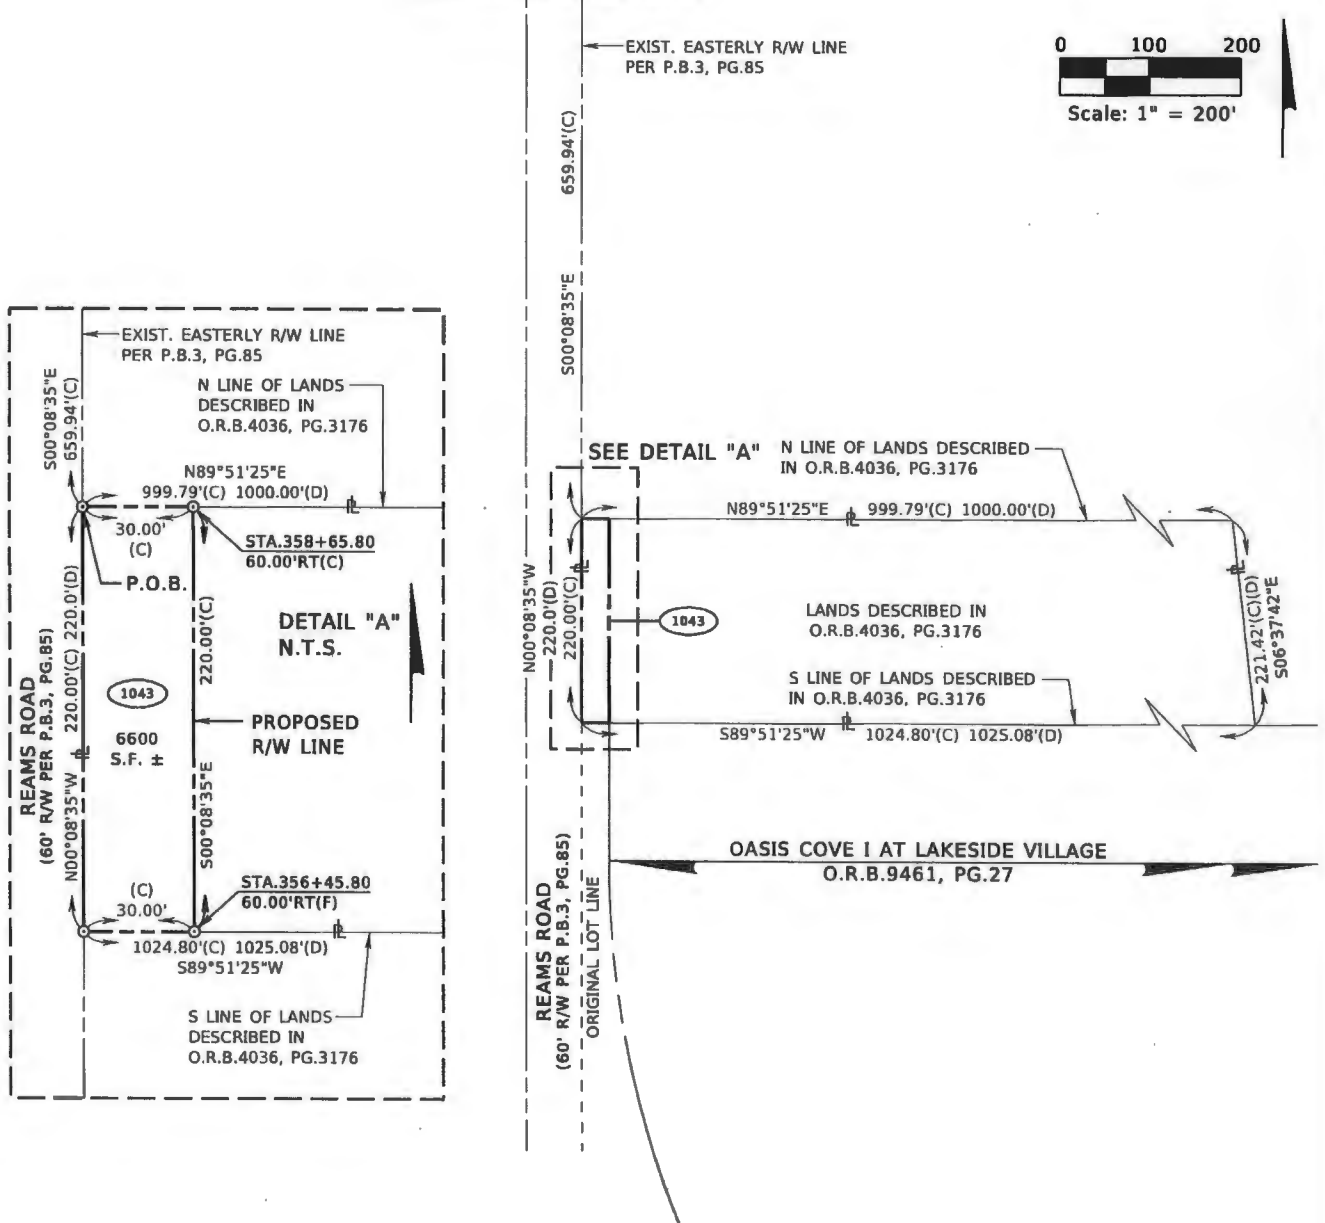 EXIST. EASTERLY R/W LINE
PER P.B.3, PG.85
0 100 200
Scale: 1" = 200'
659.94'(C)
S00°08'35"E
EXIST. EASTERLY R/W LINE
PER P.B.3, PG.85
N LINE OF LANDS
DESCRIBED IN
O.R.B.4036, PG.3176
S00°08'35"E
659.94'(C)
N89°51'25"E
999.79'(C) 1000.00'(D)
30.00'
(C)
STA.358+65.80
60.00'RT(C)
P.O.B.
DETAIL "A"
N.T.S.
REAMS ROAD
(60' R/W PER P.B.3, PG.85)
N00°08'35"W 220.00'(C) 220.0'(D)
1043
6600
S.F. ±
220.00'(C)
S00°08'35"E
PROPOSED
R/W LINE
(C)
30.00'
STA.356+45.80
60.00'RT(F)
1024.80'(C) 1025.08'(D)
S89°51'25"W
S LINE OF LANDS
DESCRIBED IN
O.R.B.4036, PG.3176
SEE DETAIL "A"
N LINE OF LANDS DESCRIBED
IN O.R.B.4036, PG.3176
N89°51'25"E 999.79'(C) 1000.00'(D)
N00°08'35"W
220.0'(D)
220.00'(C)
1043
LANDS DESCRIBED IN
O.R.B.4036, PG.3176
221.42'(C)(D)
S06°37'42"E
S LINE OF LANDS DESCRIBED
IN O.R.B.4036, PG.3176
S89°51'25"W 1024.80'(C) 1025.08'(D)
OASIS COVE I AT LAKESIDE VILLAGE
O.R.B.9461, PG.27
REAMS ROAD
(60' R/W PER P.B.3, PG.85)
ORIGINAL LOT LINE